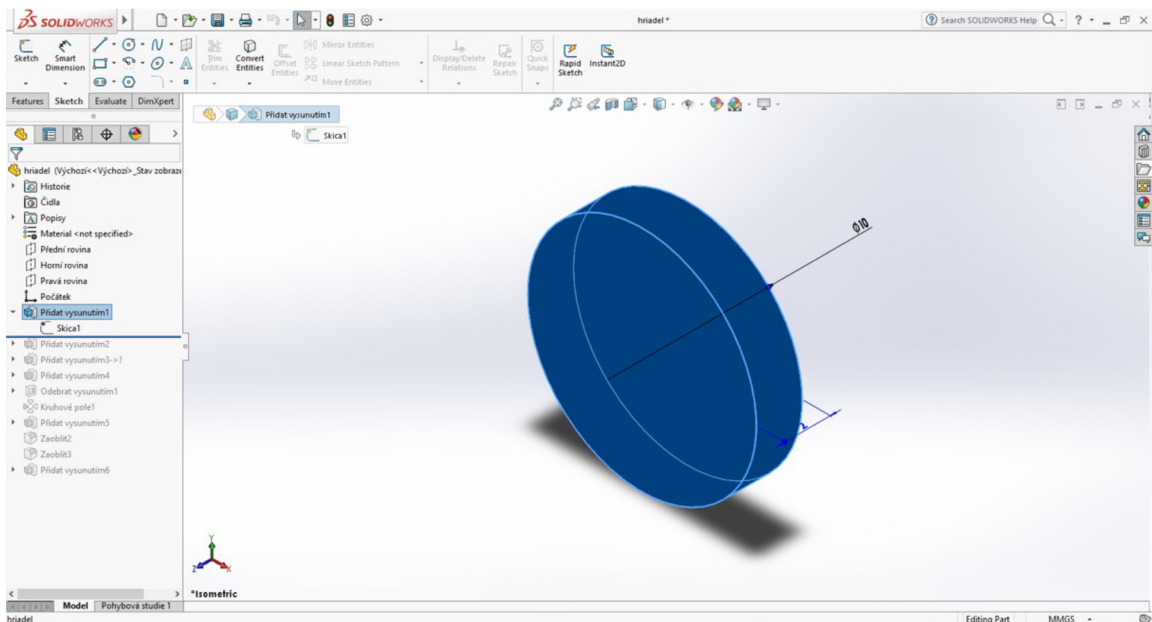 SOLIDWORKS
hriadel *
Search SOLIDWORKS Help
Sketch
Smart Dimension
Trim Entities
Convert Entities
Offset Entities
Mirror Entities
Linear Sketch Pattern
Move Entities
Display/Delete Relations
Repair Sketch
Quick Snaps
Rapid Sketch
Instant2D
Features
Sketch
Evaluate
DimXpert
Přidat vysunutím1
Skica1
hriadel (Výchozí<<Výchozí>_Stav zobraze
Historie
Čidla
Popisy
Material <not specified>
Přední rovina
Horní rovina
Pravá rovina
Počátek
Přidat vysunutím1
Skica1
Přidat vysunutím2
Přidat vysunutím3->?
Přidat vysunutím4
Odebrat vysunutím1
Kruhové pole1
Přidat vysunutím5
Zaoblit2
Zaoblit3
Přidat vysunutím6
Ø10
2
Y
Z
X
*Isometric
Model
Pohybová studie 1
hriadel
Editing Part
MMGS